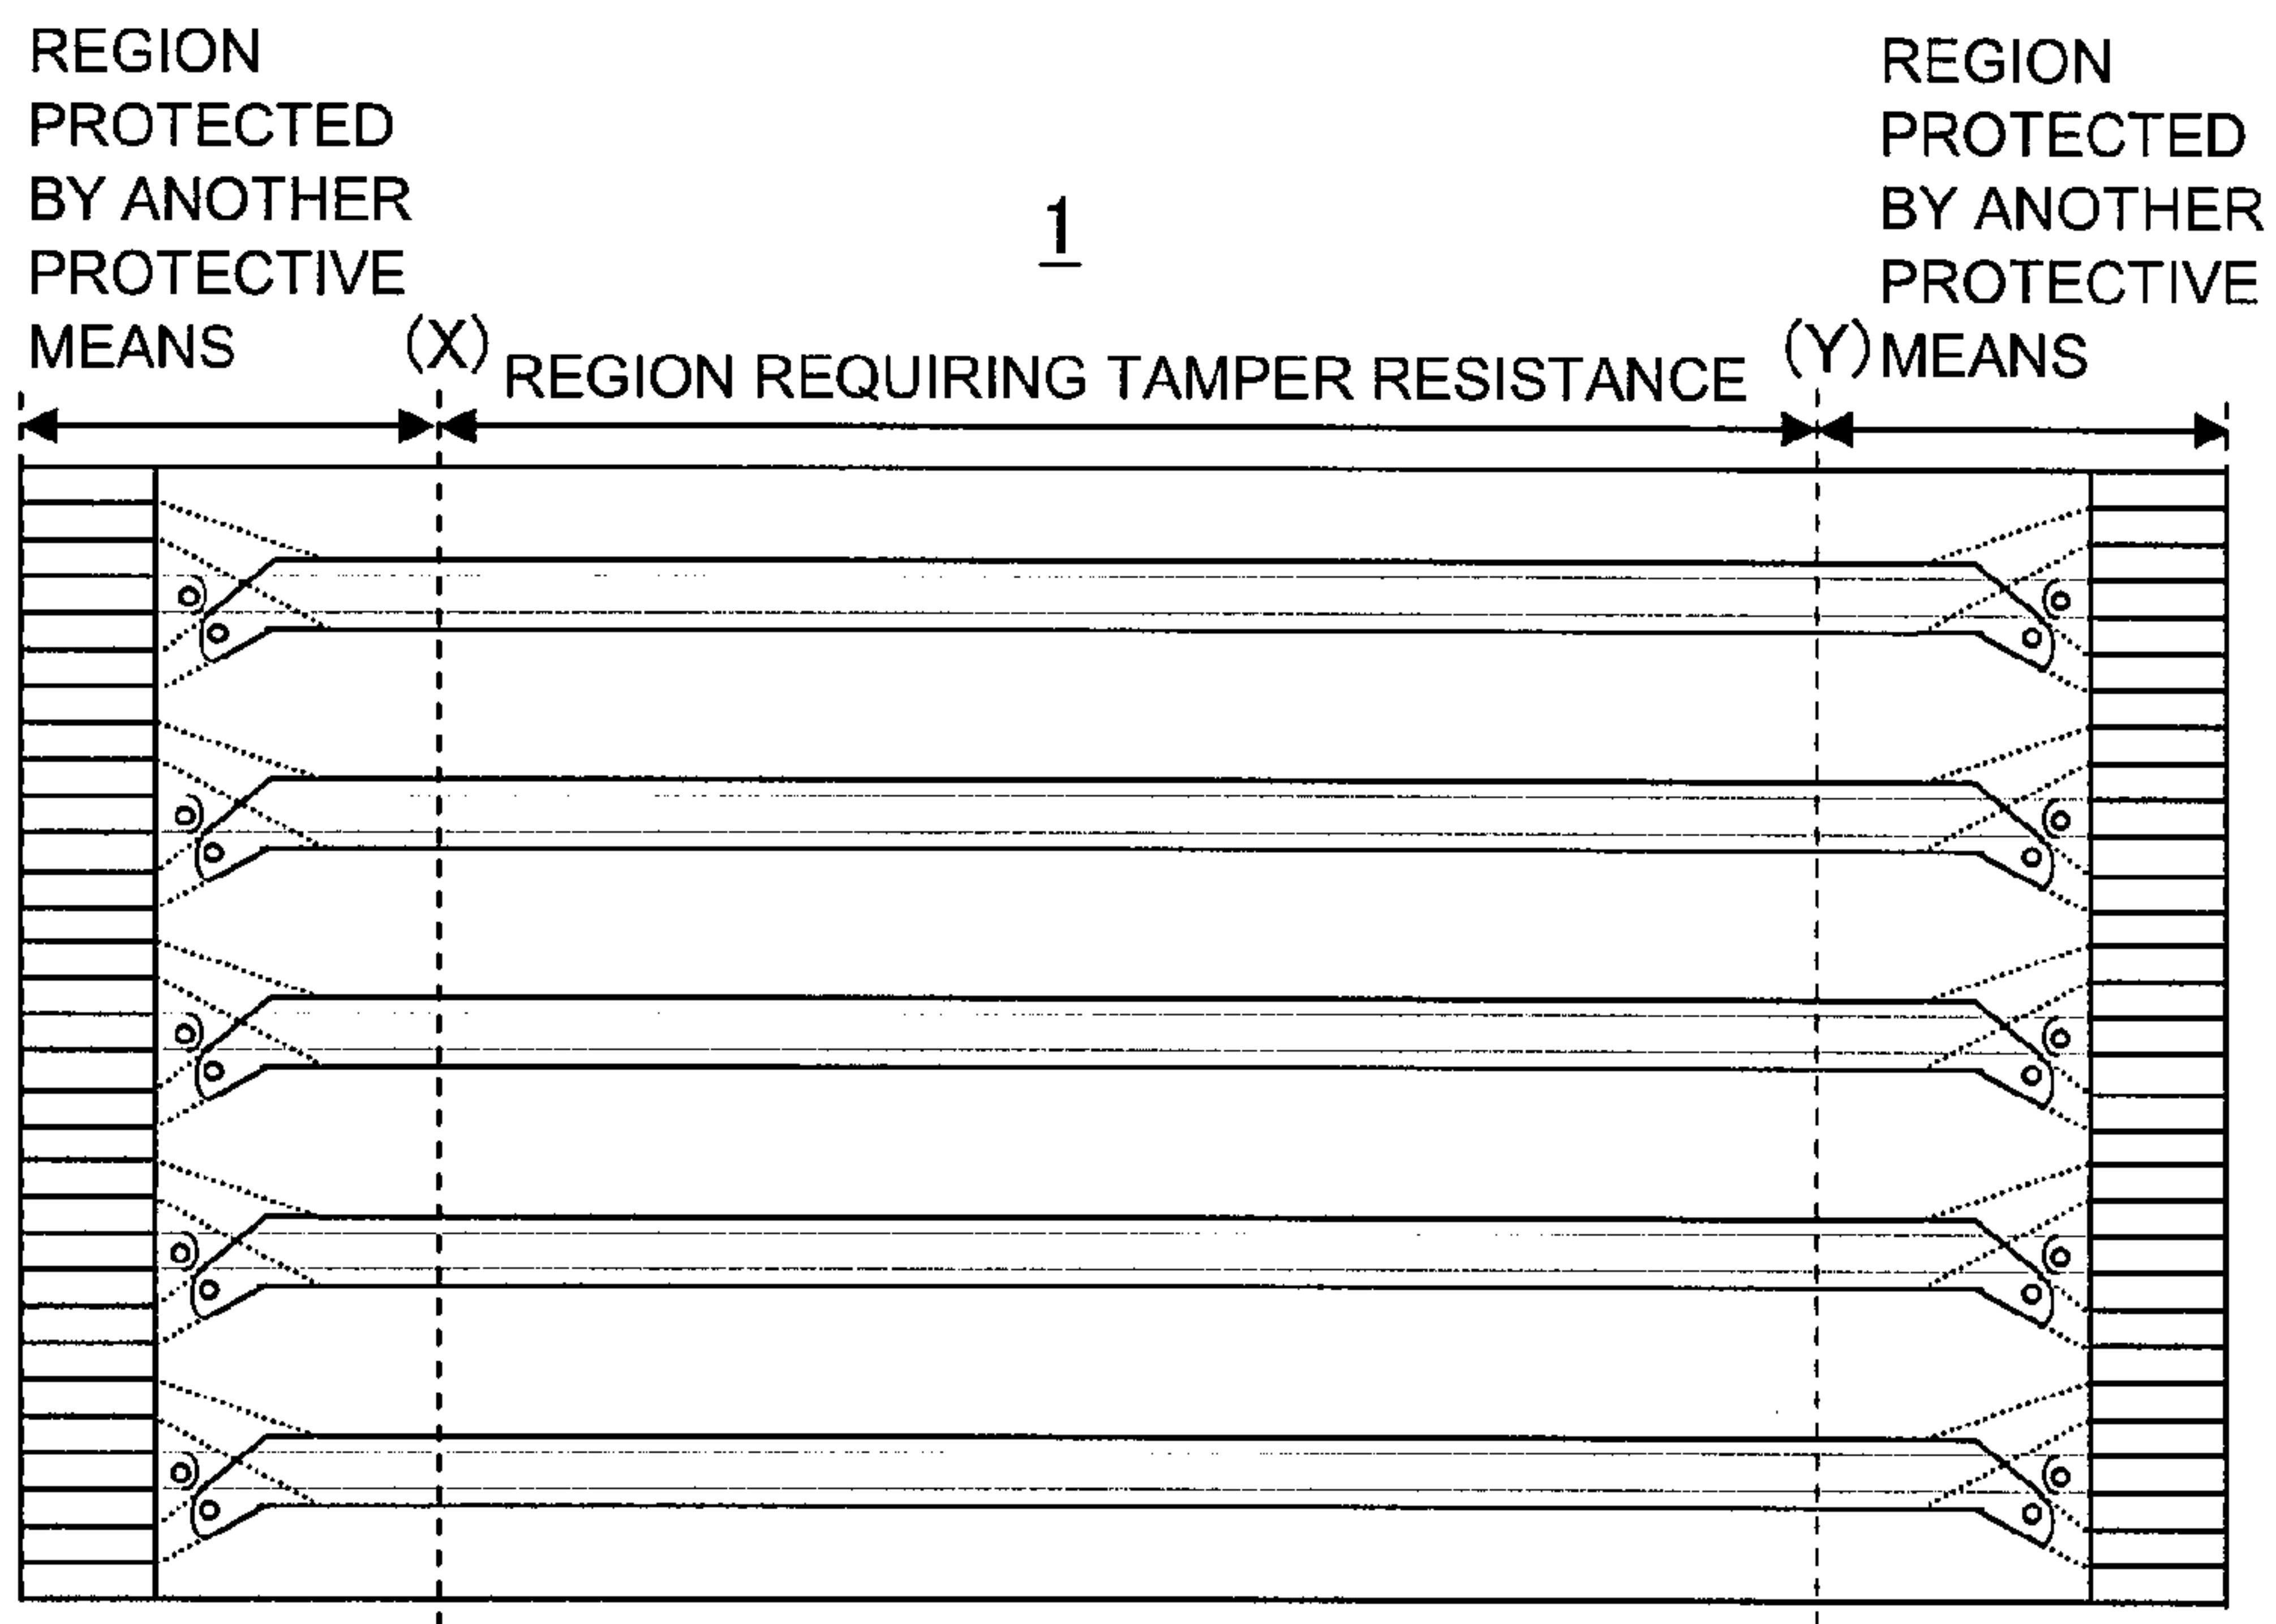 REGION
PROTECTED
BY ANOTHER
PROTECTIVE
MEANS
(X)
REGION REQUIRING TAMPER RESISTANCE
(Y)
REGION
PROTECTED
BY ANOTHER
PROTECTIVE
MEANS
1